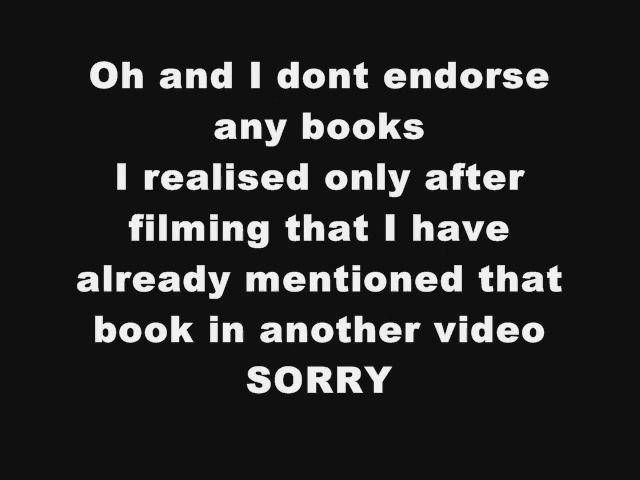 Oh and I dont endorse
any books
I realised only after
filming that I have
already mentioned that
book in another video
SORRY